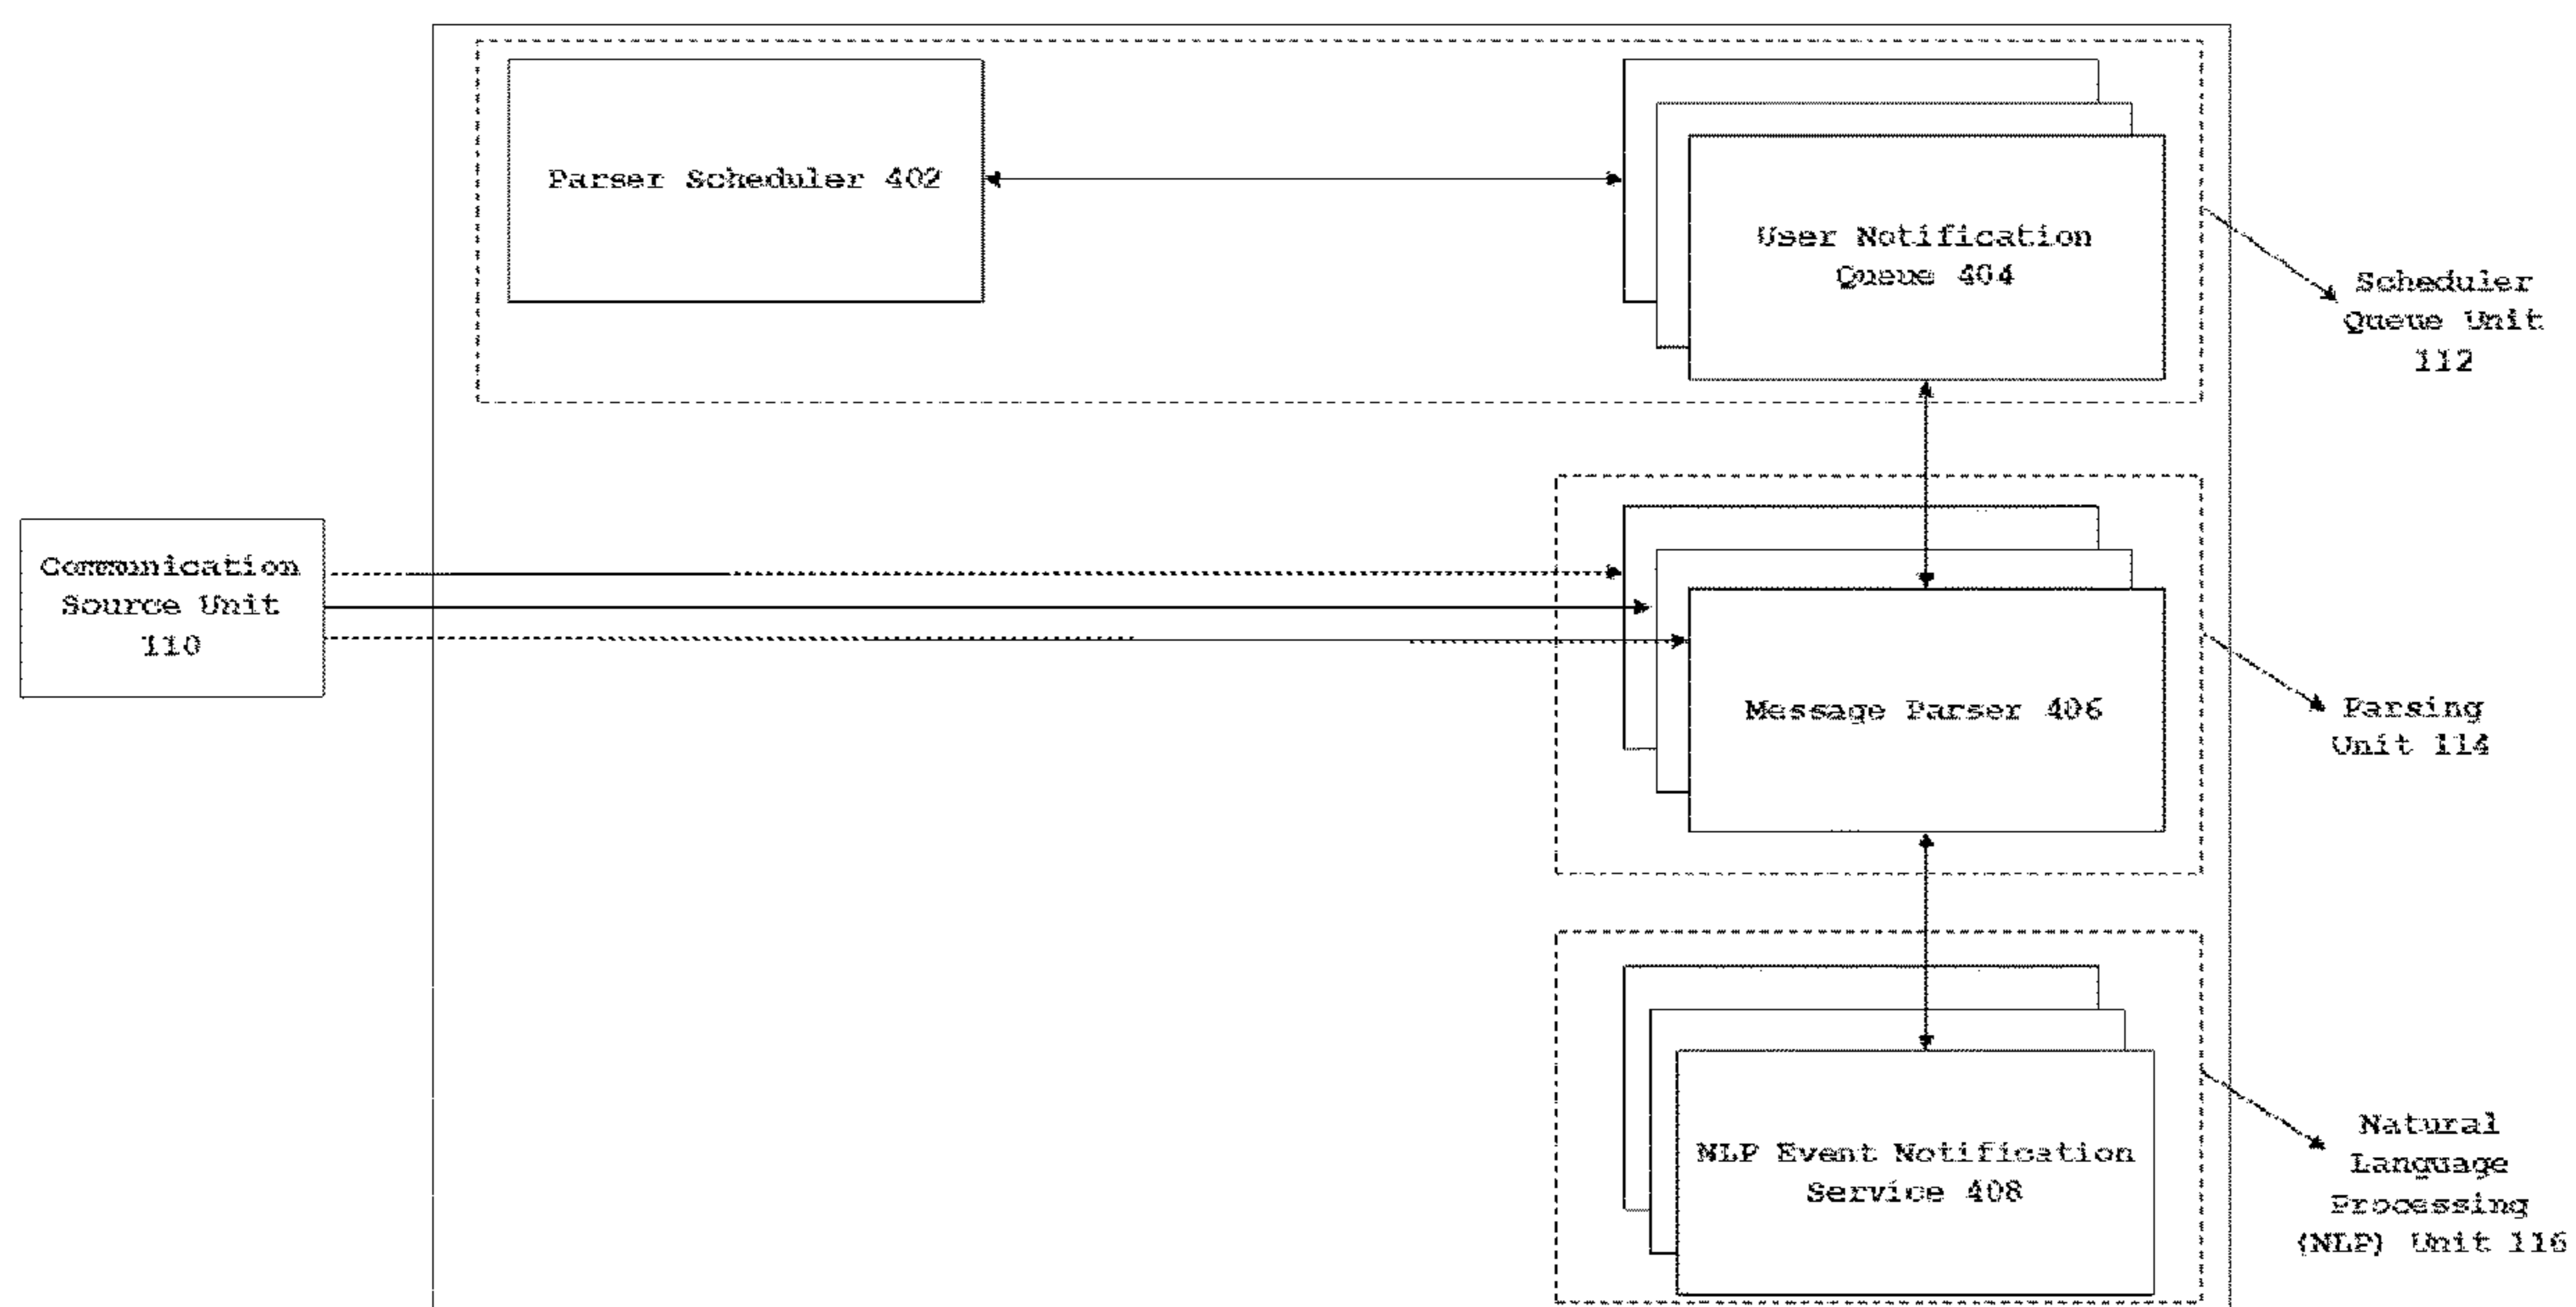 Parser Scheduler 402
User Notification
Queue 404
Scheduler
Queue Unit
112
Communication
Source Unit
110
Message Parser 406
Parsing
Unit 114
NLP Event Notification
Service 408
Natural
Language
Processing
(NLP) Unit 116